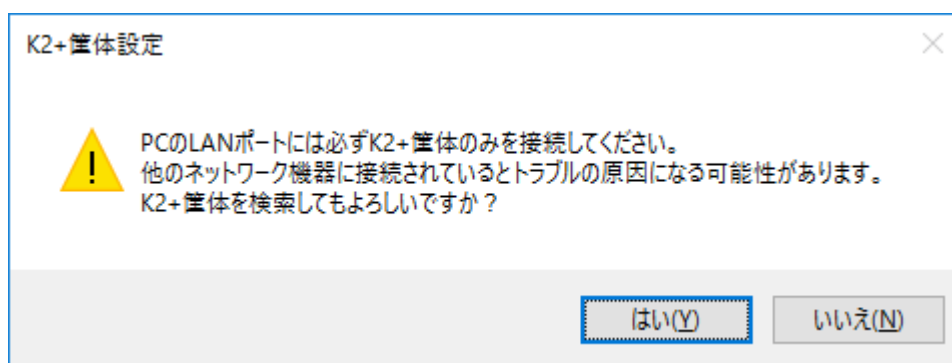 K2+筐体設定
PCのLANポートには必ずK2+筐体のみを接続してください。
他のネットワーク機器に接続されているとトラブルの原因になる可能性があります。
K2+筐体を検索してもよろしいですか？
はい(Y) いいえ(N)